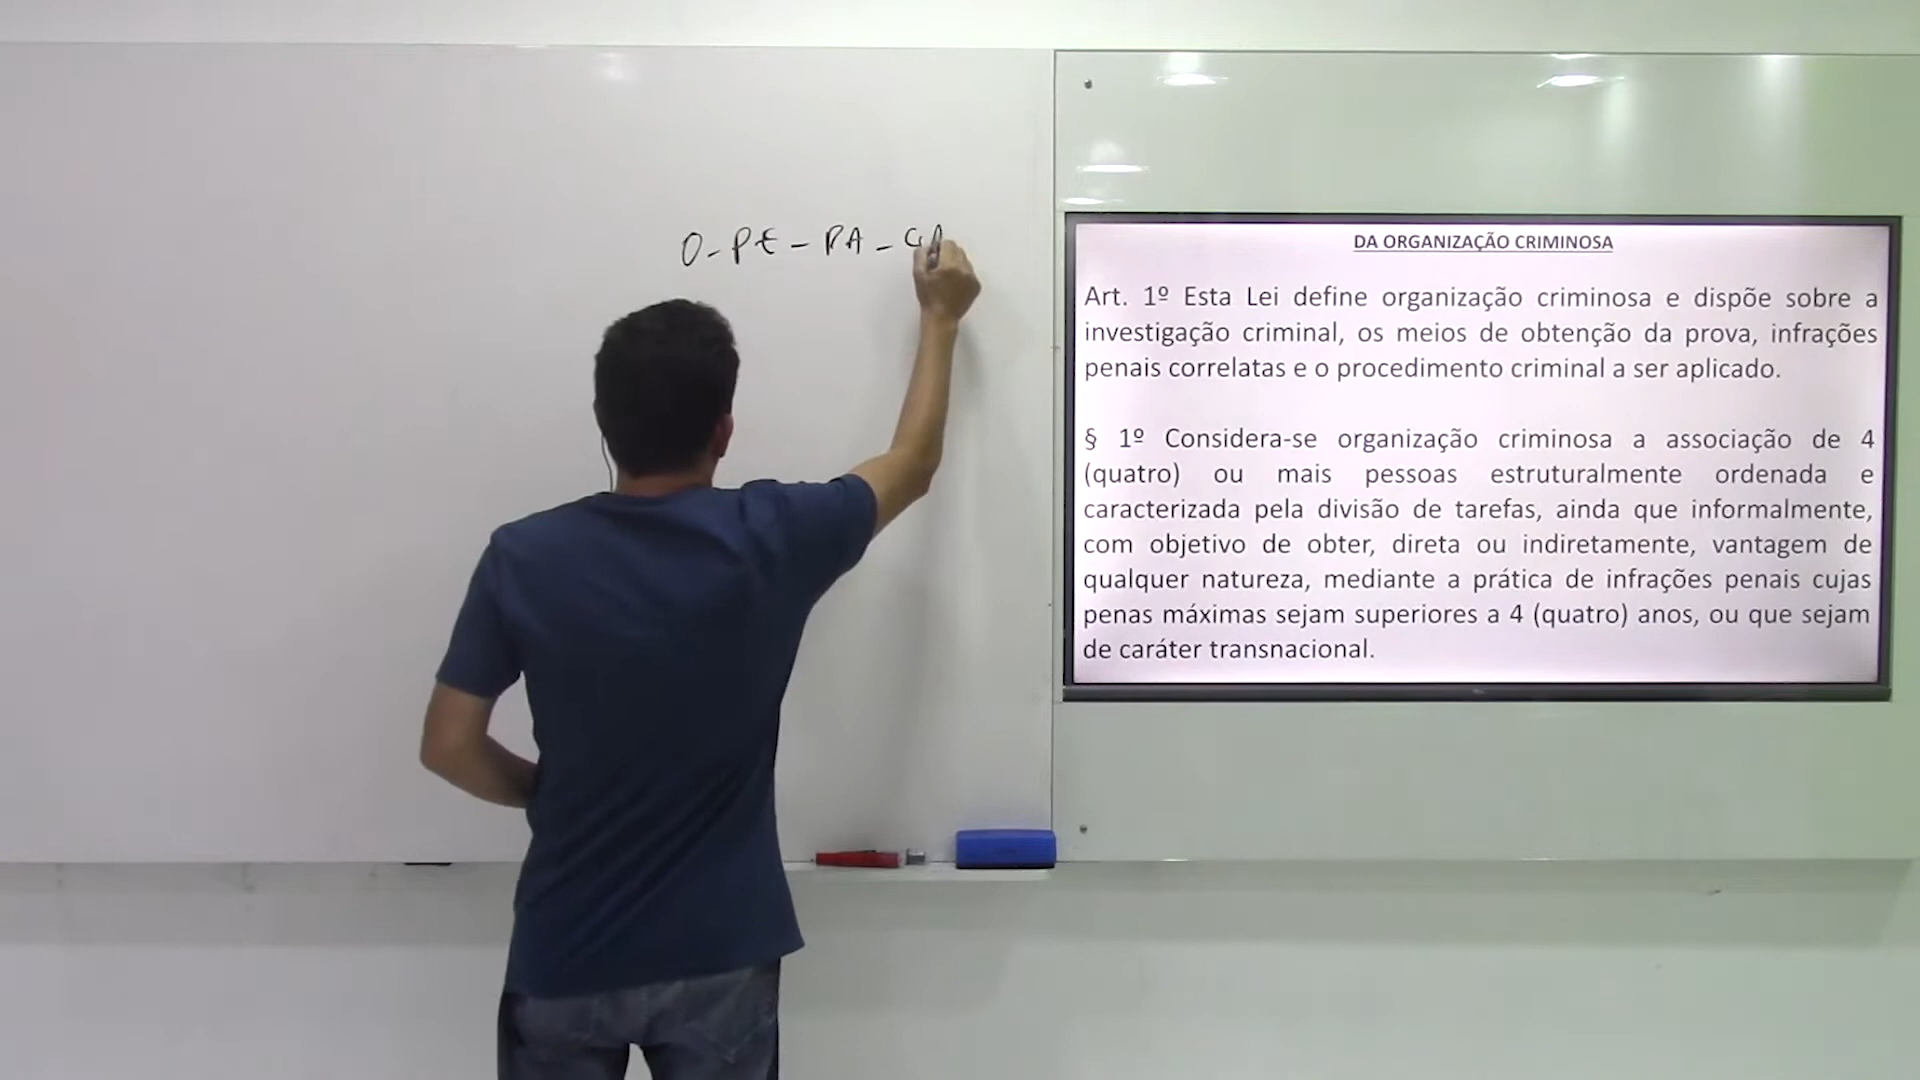 O - PE - PA - GA
DA ORGANIZAÇÃO CRIMINOSA
Art. 1º Esta Lei define organização criminosa e dispõe sobre a
investigação criminal, os meios de obtenção da prova, infrações
penais correlatas e o procedimento criminal a ser aplicado.
§ 1º Considera-se organização criminosa a associação de 4
(quatro) ou mais pessoas estruturalmente ordenada e
caracterizada pela divisão de tarefas, ainda que informalmente,
com objetivo de obter, direta ou indiretamente, vantagem de
qualquer natureza, mediante a prática de infrações penais cujas
penas máximas sejam superiores a 4 (quatro) anos, ou que sejam
de caráter transnacional.